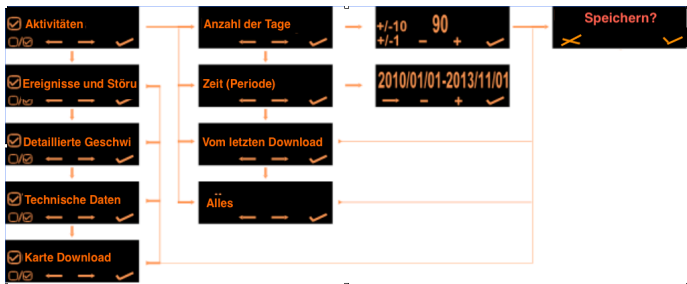 Aktivitäten
Anzahl der Tage
+/-10
90
+/-1 - +
Speichern?
Ereignisse und Störu
Zeit (Periode)
2010/01/01-2013/11/01
- +
Detaillierte Geschwi
Vom letzten Download
Technische Daten
Alles
Karte Download